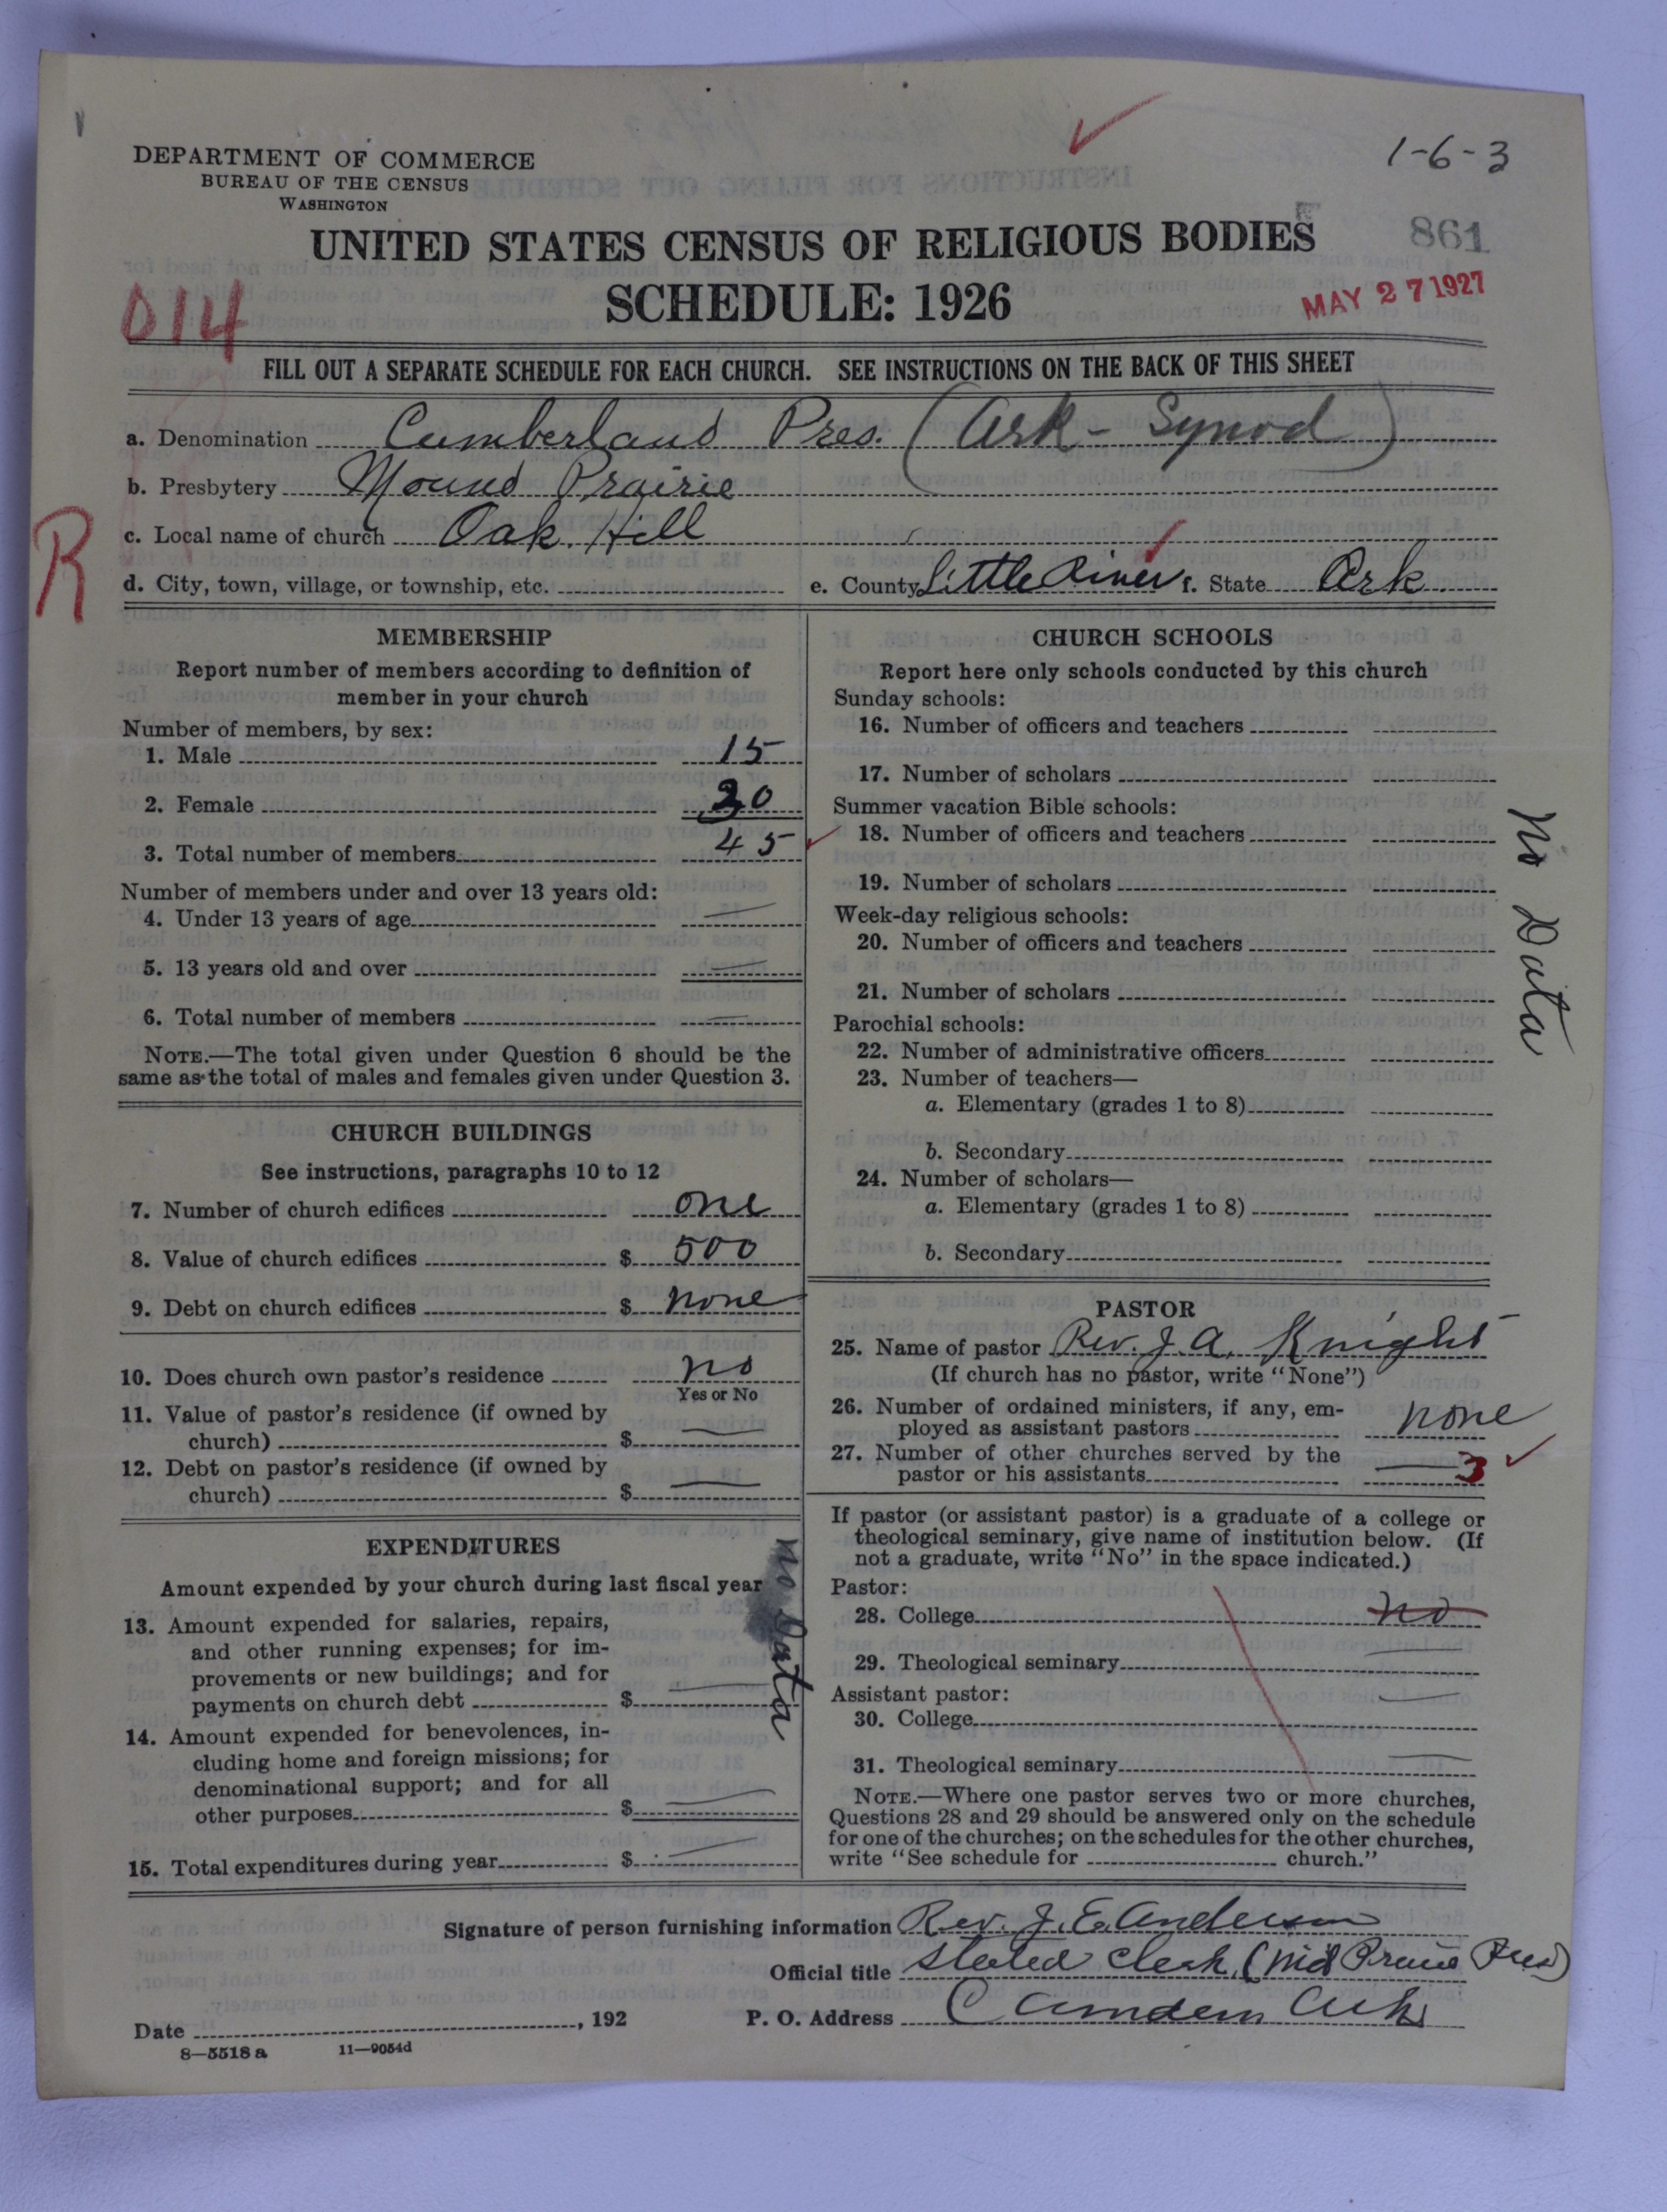 1-6-3
DEPARTMENT OF COMMERCE
BUREAU OF THE CENSUS
WASHINGTON
UNITED STATES CENSUS OF RELIGIOUS BODIES
861
SCHEDULE: 1926
MAY 27 1927
014
FILL OUT A SEPARATE SCHEDULE FOR EACH CHURCH. SEE INSTRUCTIONS ON THE BACK OF THIS SHEET
a. Denomination Cumberland Pres. (Ark - Synod)
b. Presbytery Mound Prairie
R
c. Local name of church Oak Hill
d. City, town, village, or township, etc. e. County Little River f. State Ark
MEMBERSHIP
Report number of members according to definition of
member in your church
Number of members, by sex:
1. Male 15
2. Female 30
3. Total number of members 45
Number of members under and over 13 years old:
4. Under 13 years of age —
5. 13 years old and over —
6. Total number of members —
NOTE.—The total given under Question 6 should be the
same as the total of males and females given under Question 3.
CHURCH BUILDINGS
See instructions, paragraphs 10 to 12
7. Number of church edifices one
8. Value of church edifices $ 500
9. Debt on church edifices $ none
10. Does church own pastor's residence no
Yes or No
11. Value of pastor's residence (if owned by
church) $ —
12. Debt on pastor's residence (if owned by
church) $ —
EXPENDITURES
Amount expended by your church during last fiscal year
13. Amount expended for salaries, repairs,
and other running expenses; for im-
provements or new buildings; and for
payments on church debt $ —
14. Amount expended for benevolences, in-
cluding home and foreign missions; for
denominational support; and for all
other purposes $ —
15. Total expenditures during year $ —
no Data
CHURCH SCHOOLS
Report here only schools conducted by this church
Sunday schools:
16. Number of officers and teachers
17. Number of scholars
Summer vacation Bible schools:
18. Number of officers and teachers
19. Number of scholars
Week-day religious schools:
20. Number of officers and teachers
21. Number of scholars
Parochial schools:
22. Number of administrative officers
23. Number of teachers—
a. Elementary (grades 1 to 8)
b. Secondary
24. Number of scholars—
a. Elementary (grades 1 to 8)
b. Secondary
No Data
PASTOR
25. Name of pastor Rev. J. A. Knight
(If church has no pastor, write "None")
26. Number of ordained ministers, if any, em-
ployed as assistant pastors none
27. Number of other churches served by the
pastor or his assistants — 3
If pastor (or assistant pastor) is a graduate of a college or
theological seminary, give name of institution below. (If
not a graduate, write "No" in the space indicated.)
Pastor:
28. College no
29. Theological seminary —
Assistant pastor:
30. College —
31. Theological seminary —
NOTE.—Where one pastor serves two or more churches,
Questions 28 and 29 should be answered only on the schedule
for one of the churches; on the schedules for the other churches,
write "See schedule for church."
Signature of person furnishing information Rev. J. E. Anderson
Official title Stated Clerk
Date , 192 P. O. Address Camden Ark
8—5518a 11—9054d